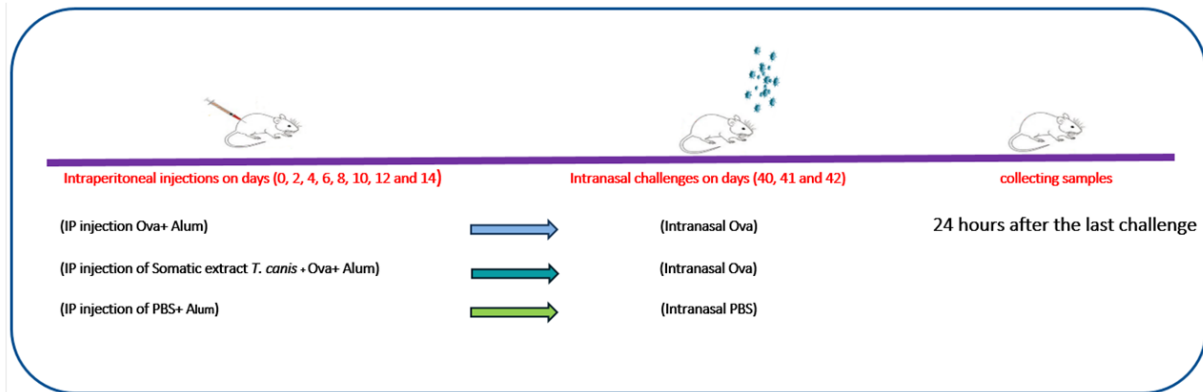 Intraperitoneal injections on days (0, 2, 4, 6, 8, 10, 12 and 14)
Intranasal challenges on days (40, 41 and 42)
collecting samples
(IP injection Ova+ Alum)
(Intranasal Ova)
24 hours after the last challenge
(IP injection of Somatic extract T. canis + Ova+ Alum)
(Intranasal Ova)
(IP injection of PBS+ Alum)
(Intranasal PBS)